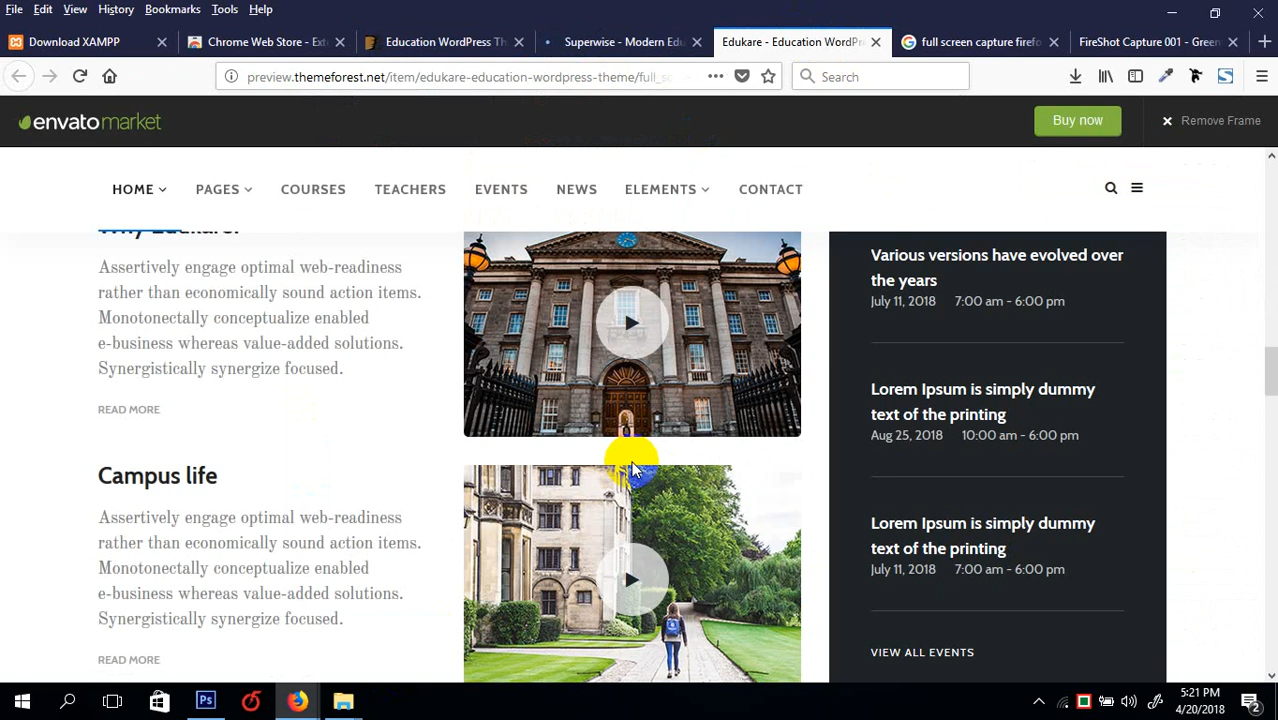 File Edit View History Bookmarks Tools Help
Download XAMPP
Chrome Web Store - Ext
Education WordPress Th
Superwise - Modern Edu
Edukare - Education WordPr
full screen capture firefo
FireShot Capture 001 - Green
preview.themeforest.net/item/edukare-education-wordpress-theme/full_s
Search
envatomarket
Buy now
Remove Frame
HOME PAGES COURSES TEACHERS EVENTS NEWS ELEMENTS CONTACT
Why Edukare?
Assertively engage optimal web-readiness
rather than economically sound action items.
Monotonectally conceptualize enabled
e-business whereas value-added solutions.
Synergistically synergize focused.
READ MORE
Campus life
Assertively engage optimal web-readiness
rather than economically sound action items.
Monotonectally conceptualize enabled
e-business whereas value-added solutions.
Synergistically synergize focused.
READ MORE
Various versions have evolved over
the years
July 11, 2018 7:00 am - 6:00 pm
Lorem Ipsum is simply dummy
text of the printing
Aug 25, 2018 10:00 am - 6:00 pm
Lorem Ipsum is simply dummy
text of the printing
July 11, 2018 7:00 am - 6:00 pm
VIEW ALL EVENTS
Ps
5:21 PM
4/20/2018
2